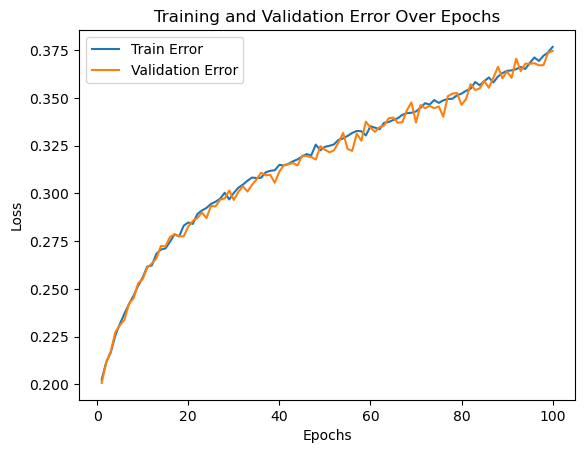 Training and Validation Error Over Epochs
Train Error
Validation Error
0.375
0.350
0.325
0.300
0.275
0.250
0.225
0.200
Loss
0
20
40
60
80
100
Epochs